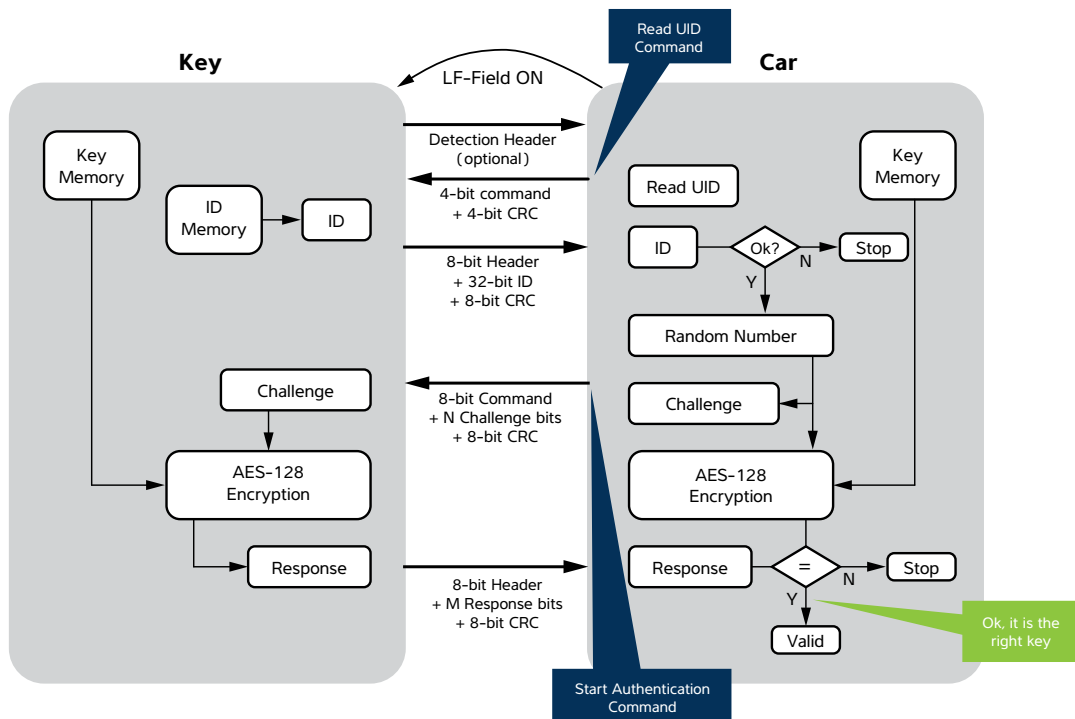 Read UID
Command
Key
Car
LF-Field ON
Detection Header
(optional)
Key
Memory
Key
Memory
4-bit command
+ 4-bit CRC
Read UID
ID
Memory
ID
ID
Ok?
N
Stop
Y
8-bit Header
+ 32-bit ID
+ 8-bit CRC
Random Number
Challenge
8-bit Command
+ N Challenge bits
+ 8-bit CRC
Challenge
AES-128
Encryption
AES-128
Encryption
Response
8-bit Header
+ M Response bits
+ 8-bit CRC
Response
=
N
Stop
Y
Valid
Ok, it is the
right key
Start Authentication
Command